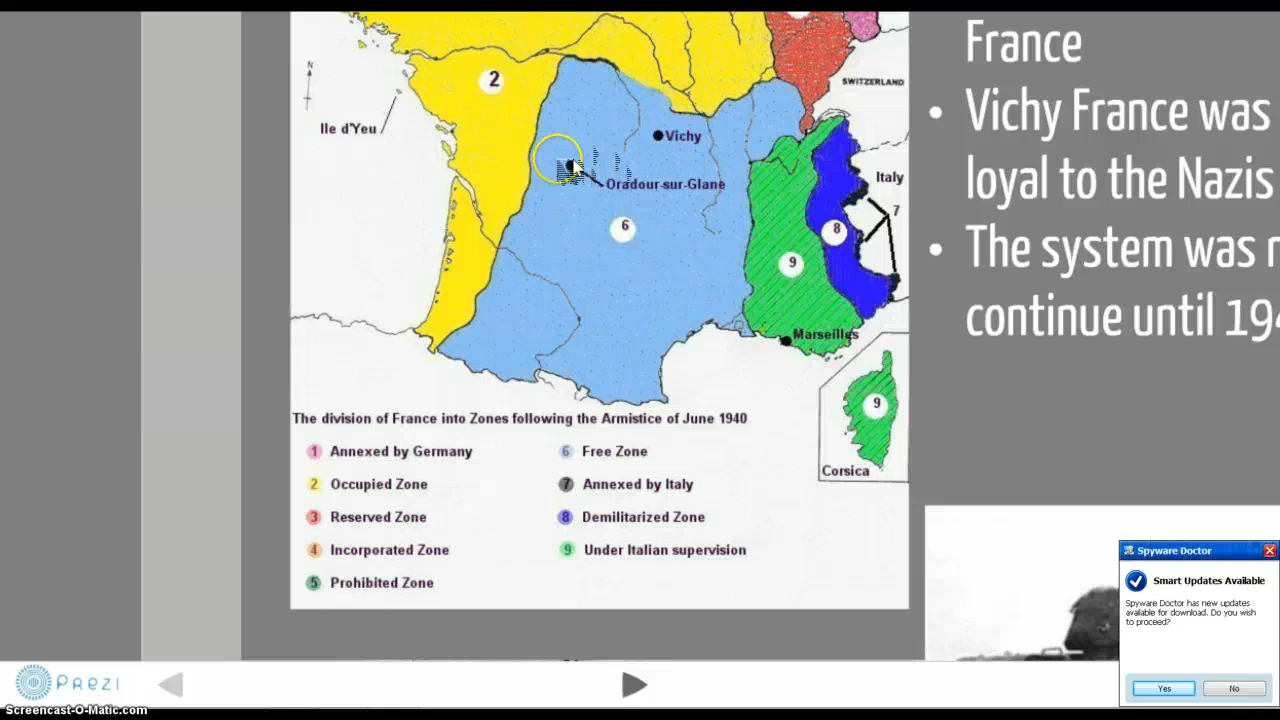 France
• Vichy France was
loyal to the Nazis
• The system was
continue until 19
SWITZERLAND
N
2
Ile d'Yeu
Vichy
Oradour-sur-Glane
Italy
7
6
8
9
Marseilles
9
Corsica
The division of France into Zones following the Armistice of June 1940
1 Annexed by Germany
2 Occupied Zone
3 Reserved Zone
4 Incorporated Zone
5 Prohibited Zone
6 Free Zone
7 Annexed by Italy
8 Demilitarized Zone
9 Under Italian supervision
Spyware Doctor
Smart Updates Available
Spyware Doctor has new updates
available for download. Do you wish
to proceed?
Yes
No
Prezi
Screencast-O-Matic.com